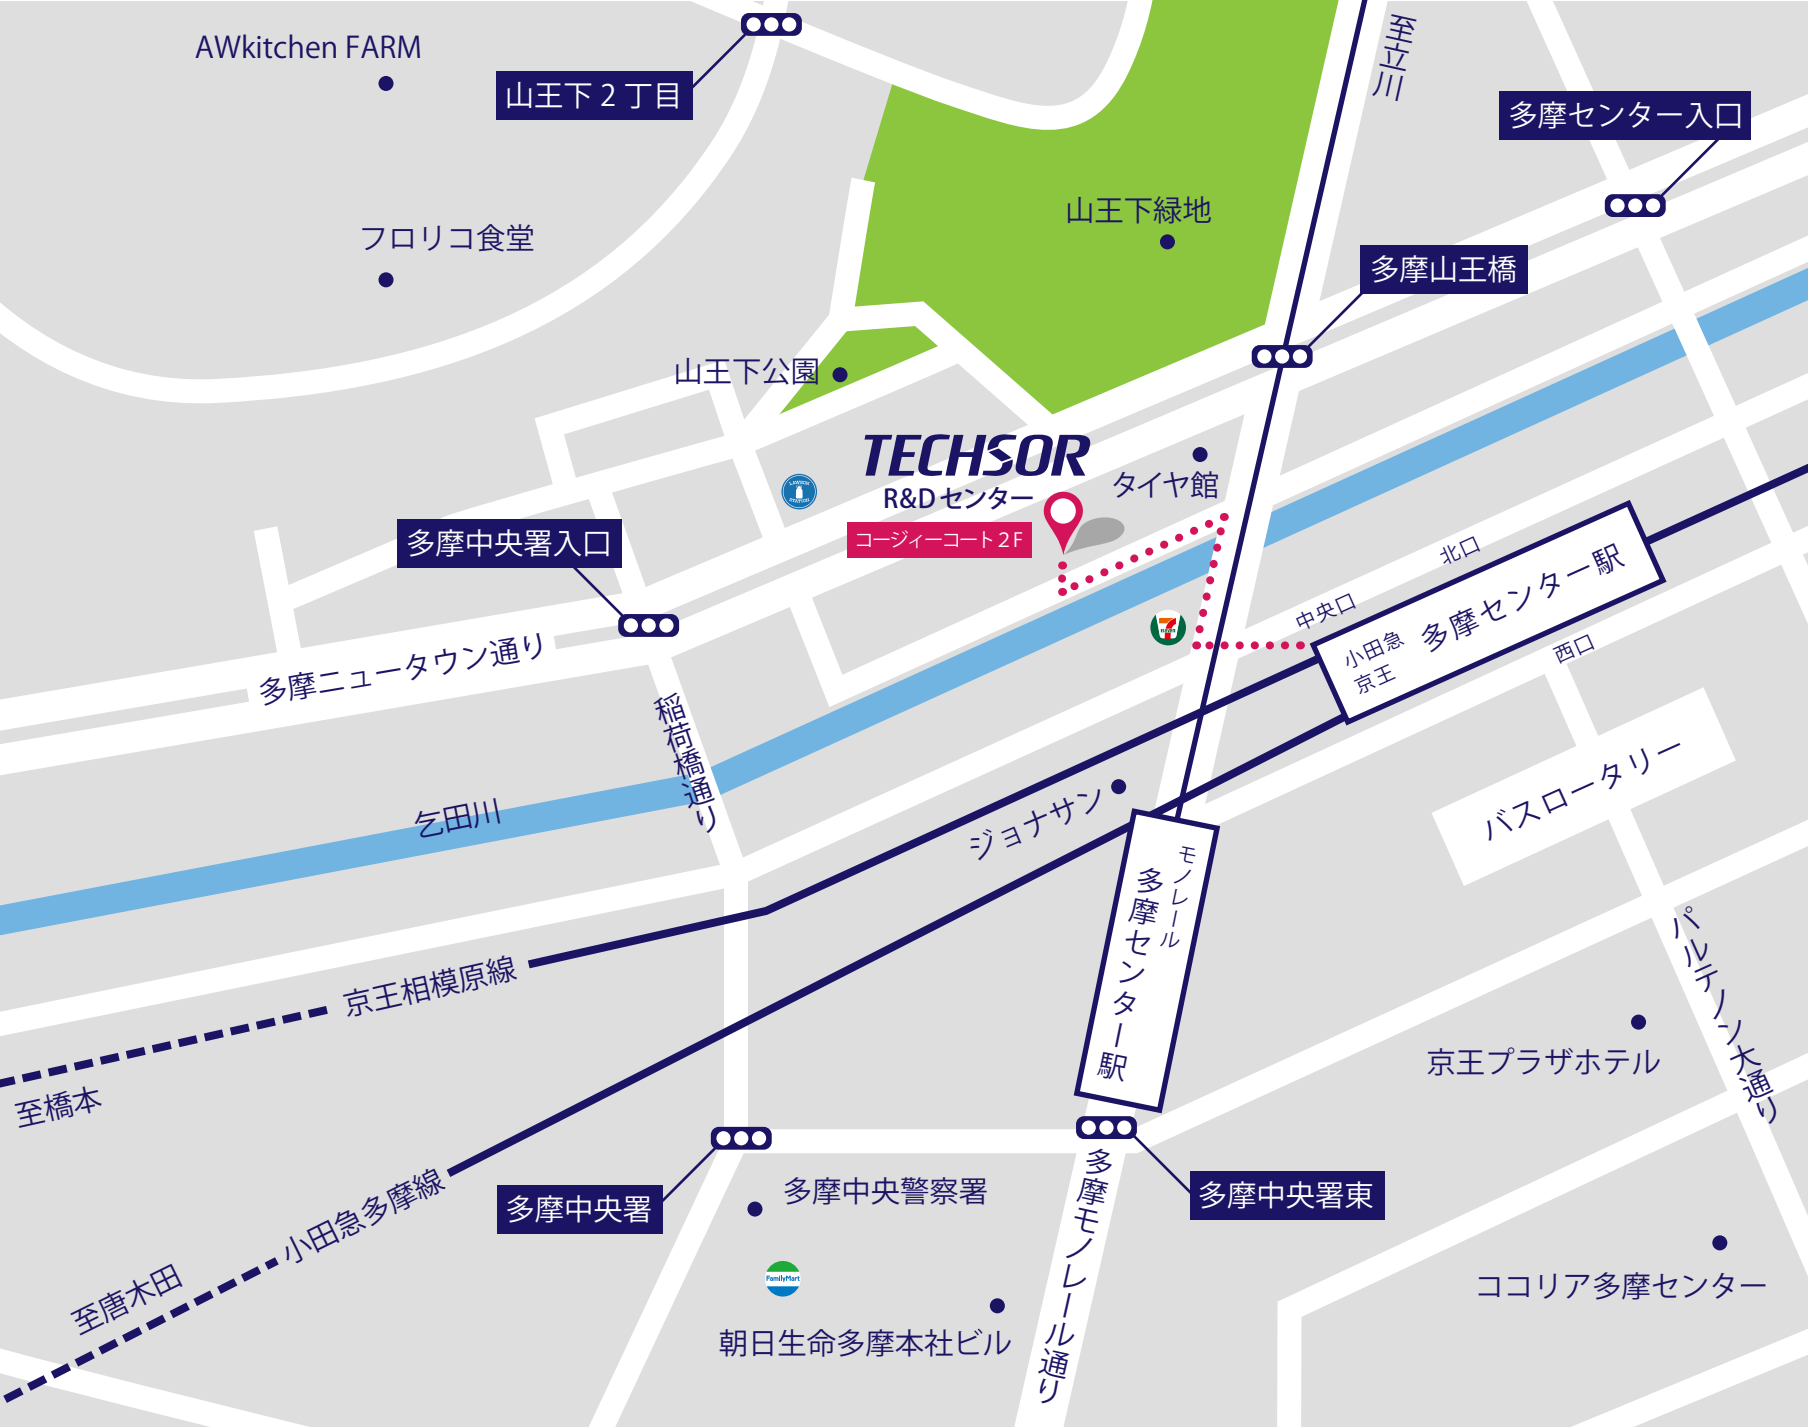 AWkitchen FARM
山王下2丁目
至立川
多摩センター入口
フロリコ食堂
山王下緑地
多摩山王橋
山王下公園
TECHSOR
R&Dセンター
コージィーコート2F
タイヤ館
LAWSON
STATION
多摩中央署入口
北口
中央口
小田急
京王
多摩センター駅
西口
ELEVEN
多摩ニュータウン通り
稲荷橋通り
バスロータリー
乞田川
ジョナサン
モノレール
多摩センター駅
パルテノン大通り
京王相模原線
至橋本
京王プラザホテル
小田急多摩線
至唐木田
多摩中央署
多摩中央警察署
多摩中央署東
多摩モノレール通り
FamilyMart
ココリア多摩センター
朝日生命多摩本社ビル